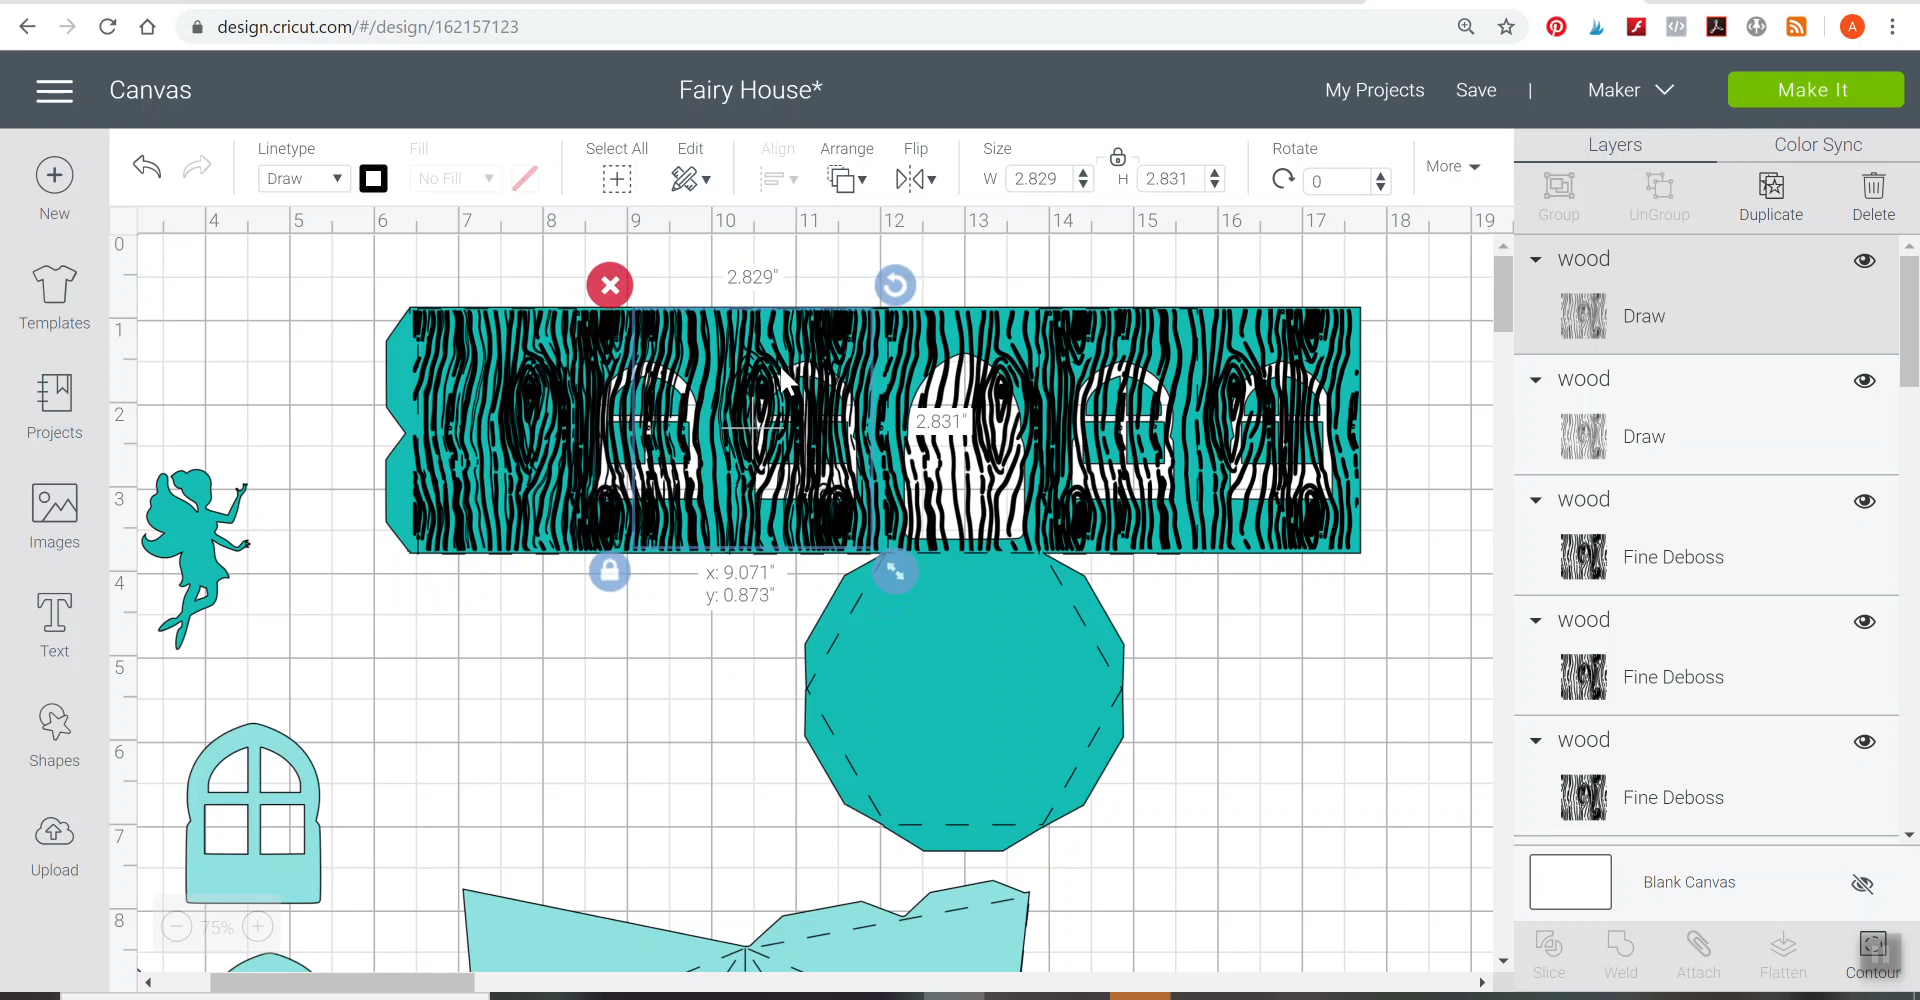 design.cricut.com/#/design/162157123
A
Canvas
Fairy House*
My Projects
Save
|
Maker
Make It
New
Templates
Projects
Images
Text
Shapes
Upload
Linetype
Draw
Fill
No Fill
Select All
Edit
Align
Arrange
Flip
Size
W 2.829
H 2.831
Rotate
0
More
4 5 6 7 8 9 10 11 12 13 14 15 16 17 18 19
0
1
2
3
4
5
6
7
8
2.829"
2.831"
x: 9.071"
y: 0.873"
75%
Layers
Color Sync
Group
UnGroup
Duplicate
Delete
wood
Draw
wood
Draw
wood
Fine Deboss
wood
Fine Deboss
wood
Fine Deboss
Blank Canvas
Slice
Weld
Attach
Flatten
Contour